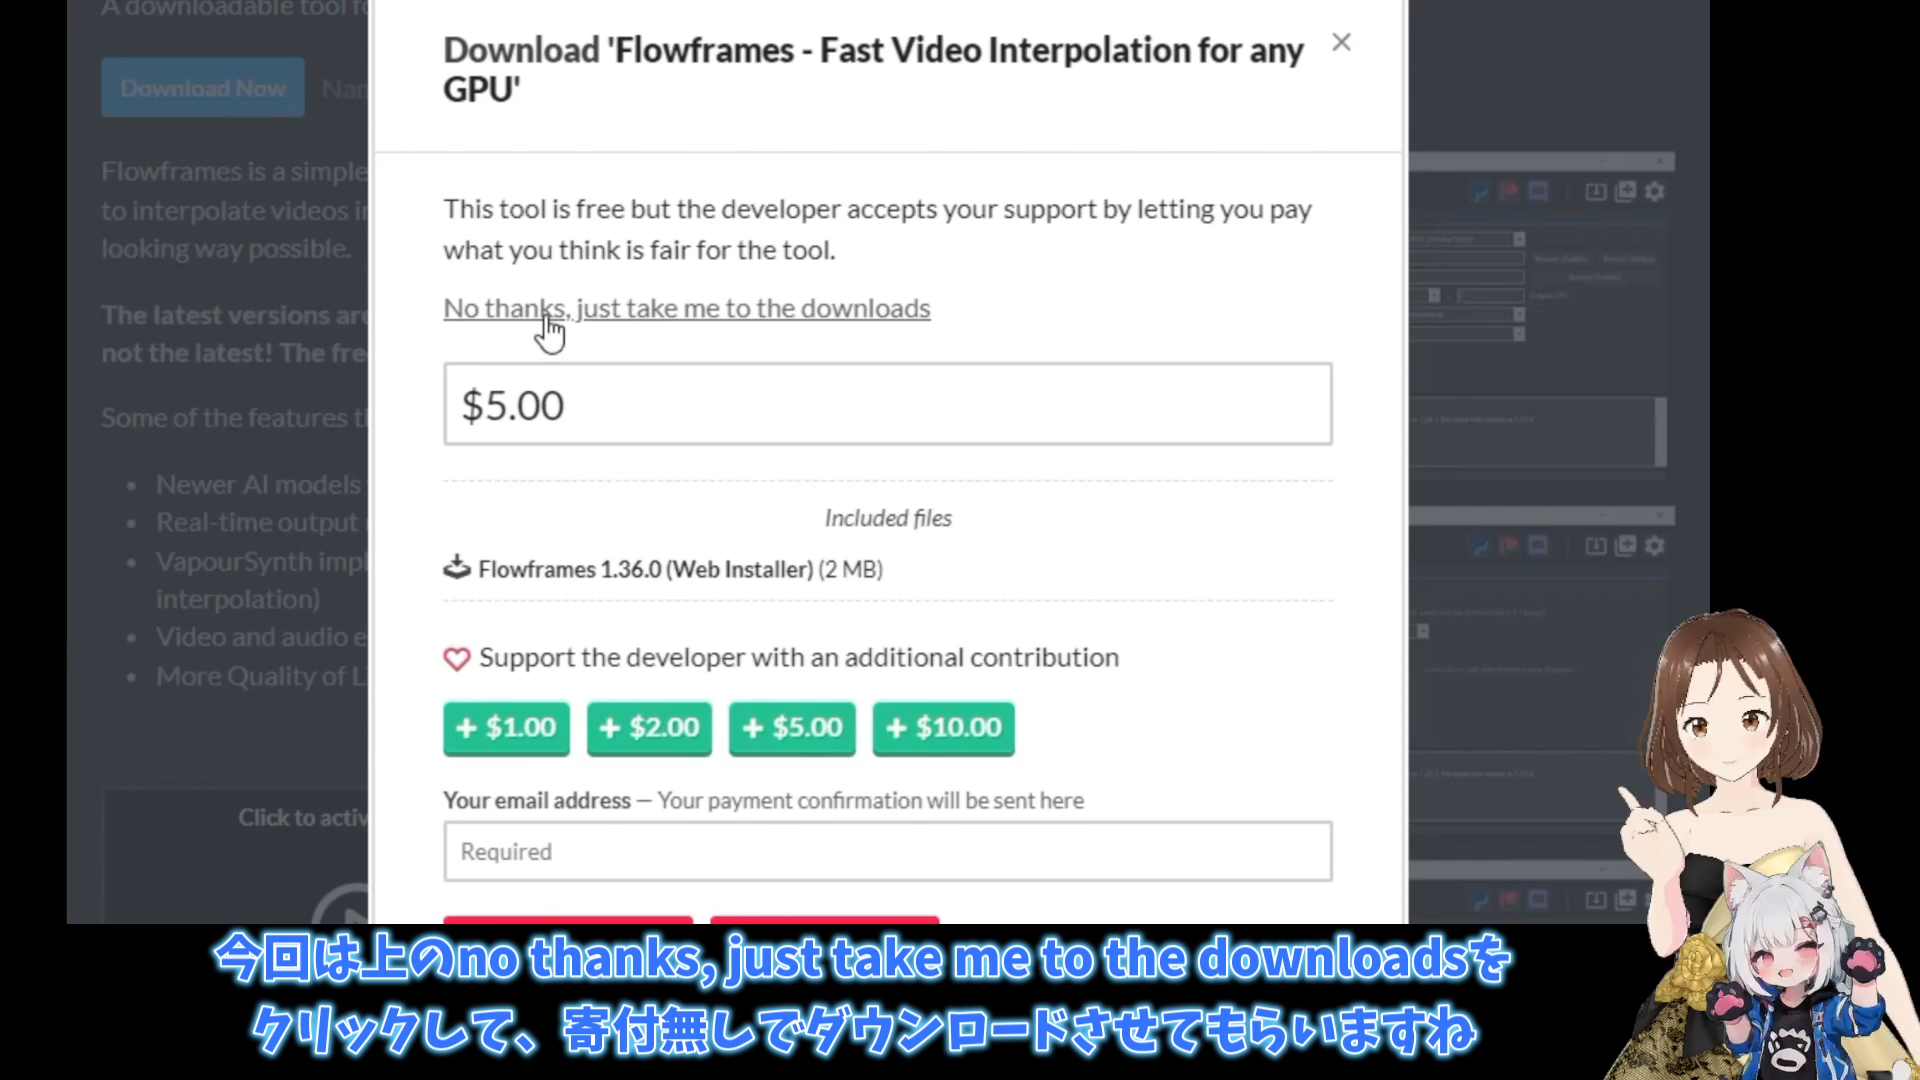 A downloadable tool fo
Download Now
Nar
Flowframes is a simple
to interpolate videos in
looking way possible.
The latest versions are
not the latest! The fre
Some of the features t
Newer AI models
Real-time output
VapourSynth impl
interpolation)
Video and audio e
More Quality of L
Click to activ
Download 'Flowframes - Fast Video Interpolation for any
GPU'
This tool is free but the developer accepts your support by letting you pay
what you think is fair for the tool.
No thanks, just take me to the downloads
$5.00
Included files
Flowframes 1.36.0 (Web Installer) (2 MB)
Support the developer with an additional contribution
+ $1.00
+ $2.00
+ $5.00
+ $10.00
Your email address — Your payment confirmation will be sent here
Required
今回は上のno thanks, just take me to the downloadsを
クリックして、寄付無しでダウンロードさせてもらいますね